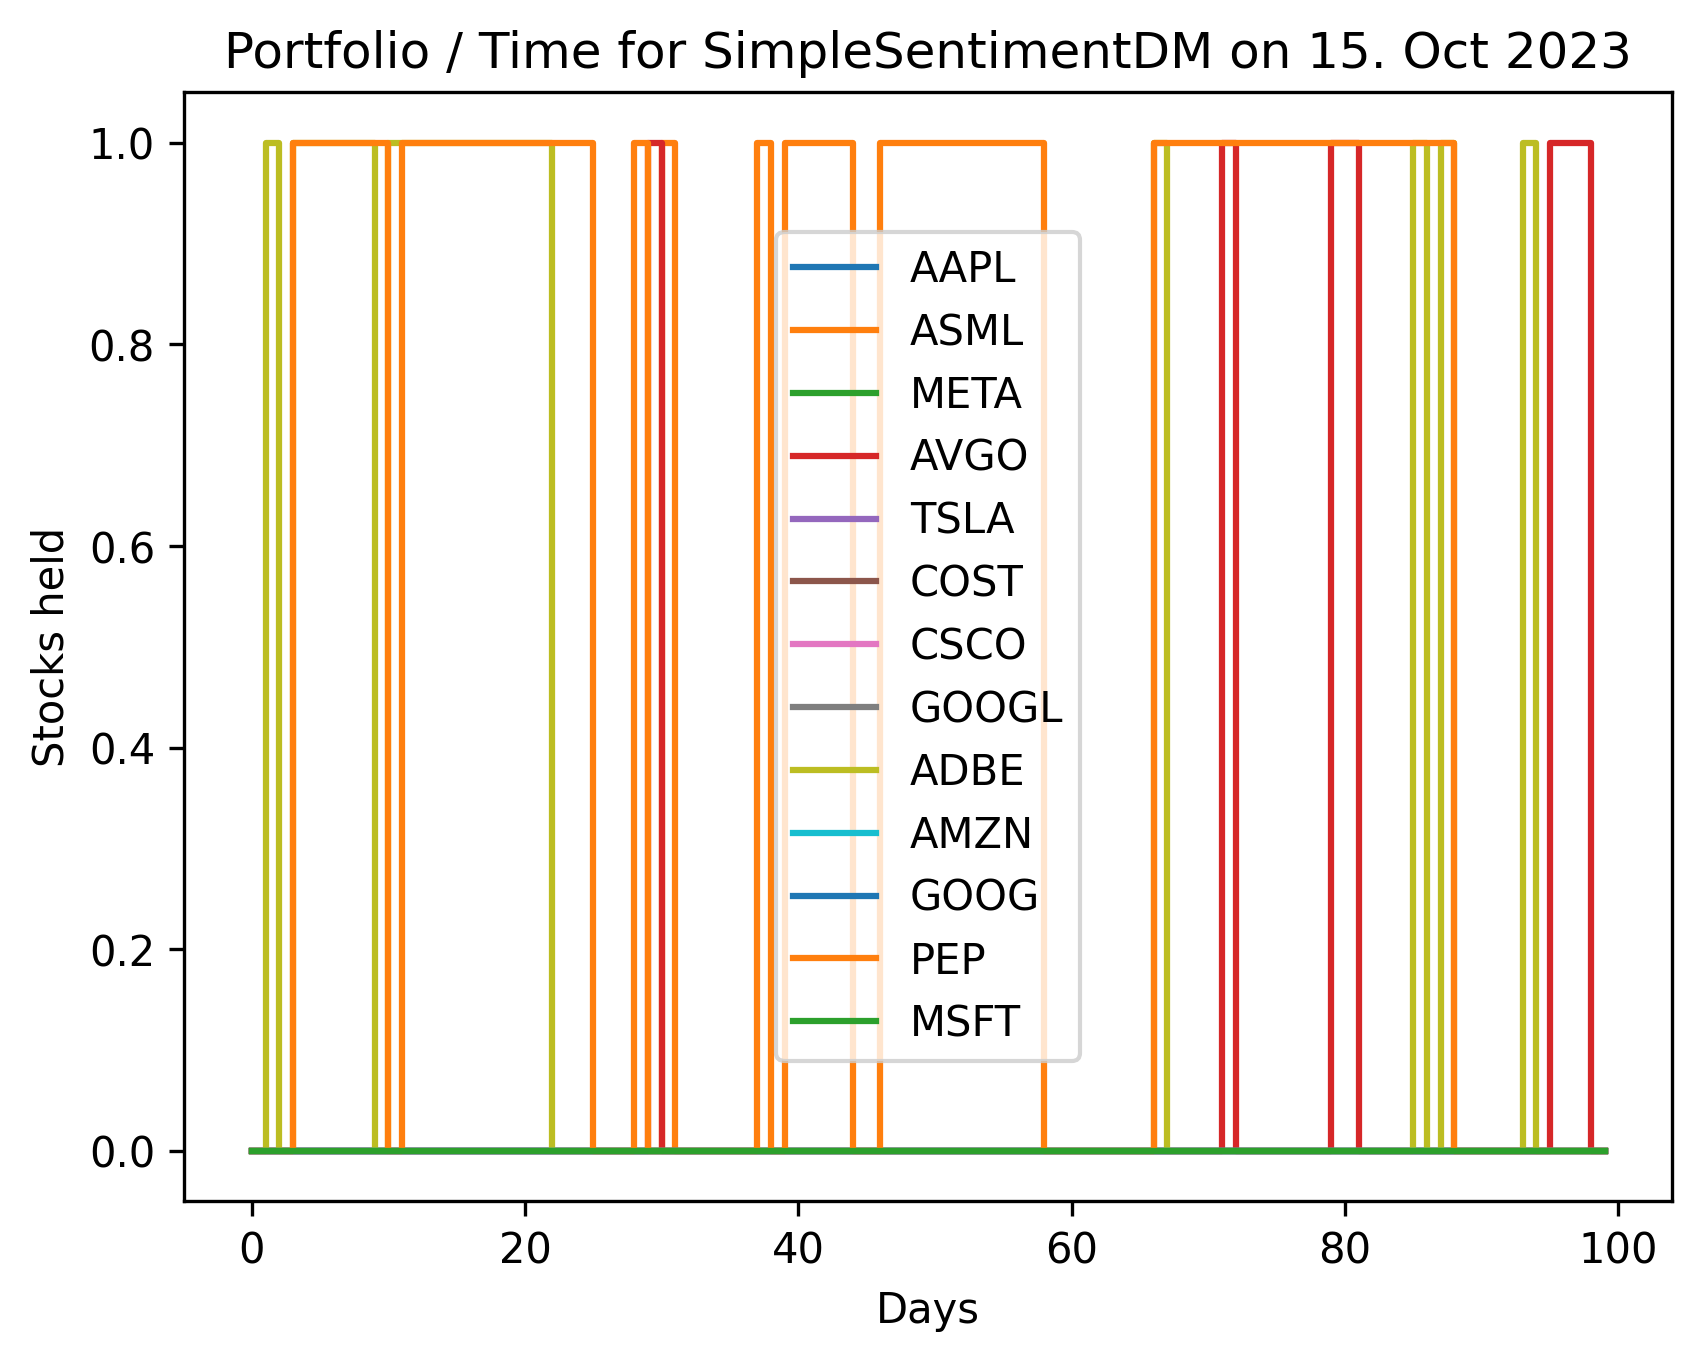 Portfolio / Time for SimpleSentimentDM on 15. Oct 2023
1.0
0.8
0.6
0.4
0.2
0.0
Stocks held
AAPL
ASML
META
AVGO
TSLA
COST
CSCO
GOOGL
ADBE
AMZN
GOOG
PEP
MSFT
0 20 40 60 80 100
Days